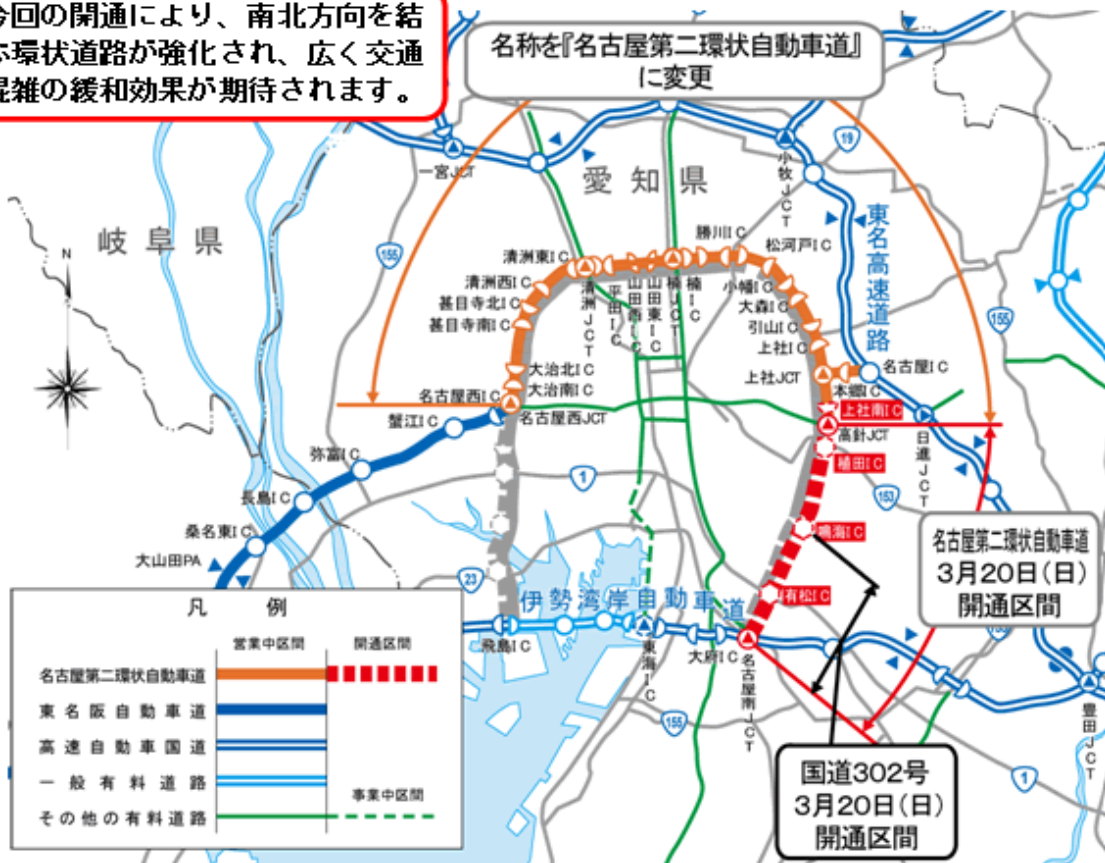 今回の開通により、南北方向を結
ぶ環状道路が強化され、広く交通
混雑の緩和効果が期待されます。
名称を『名古屋第二環状自動車道』
に変更
19
小牧JCT
一宮JCT
愛知県
岐阜県
N
155
東名高速道路
勝川IC
松河戸IC
清洲東IC
清洲西IC
甚目寺北IC
甚目寺南IC
清洲JCT
平田IC
山田西IC
山田東IC
楠JCT
楠IC
小幡IC
大森IC
引山IC
上社IC
155
大治北IC
大治南IC
上社JCT
名古屋IC
本郷IC
名古屋西IC
名古屋西JCT
上社南IC
高針JCT
蟹江IC
植田IC
日進JCT
弥富IC
1
153
長島IC
桑名東IC
大山田PA
鳴海IC
名古屋第二環状自動車道
3月20日(日)
開通区間
23
有松IC
伊勢湾岸自動車道
飛島IC
東海IC
大府IC
名古屋南JCT
155
豊田JCT
1
国道302号
3月20日(日)
開通区間
凡例
営業中区間
開通区間
名古屋第二環状自動車道
東名阪自動車道
高速自動車国道
一般有料道路
事業中区間
その他の有料道路